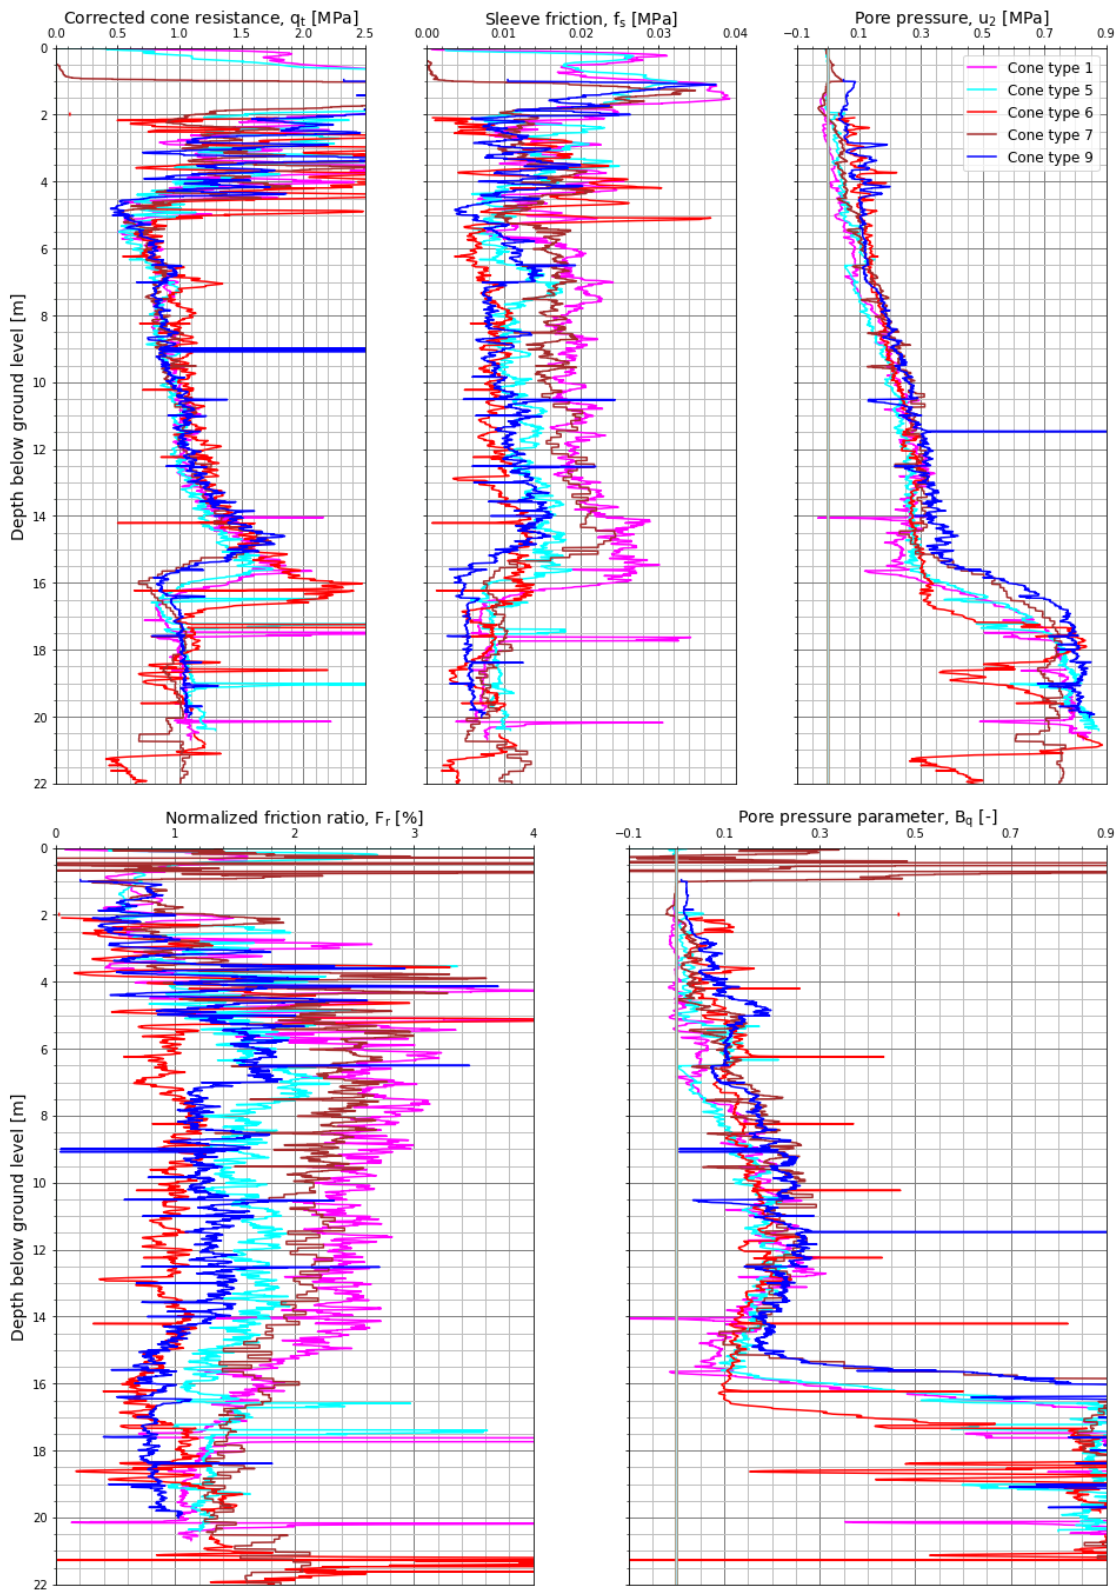 Corrected cone resistance, qt [MPa]
0.0 0.5 1.0 1.5 2.0 2.5
Sleeve friction, fs [MPa]
0.00 0.01 0.02 0.03 0.04
Pore pressure, u2 [MPa]
−0.1 0.1 0.3 0.5 0.7 0.9
Cone type 1
Cone type 5
Cone type 6
Cone type 7
Cone type 9
Depth below ground level [m]
0
2
4
6
8
10
12
14
16
18
20
22
Normalized friction ratio, Fr [%]
0 1 2 3 4
Pore pressure parameter, Bq [-]
−0.1 0.1 0.3 0.5 0.7 0.9
Depth below ground level [m]
0
2
4
6
8
10
12
14
16
18
20
22